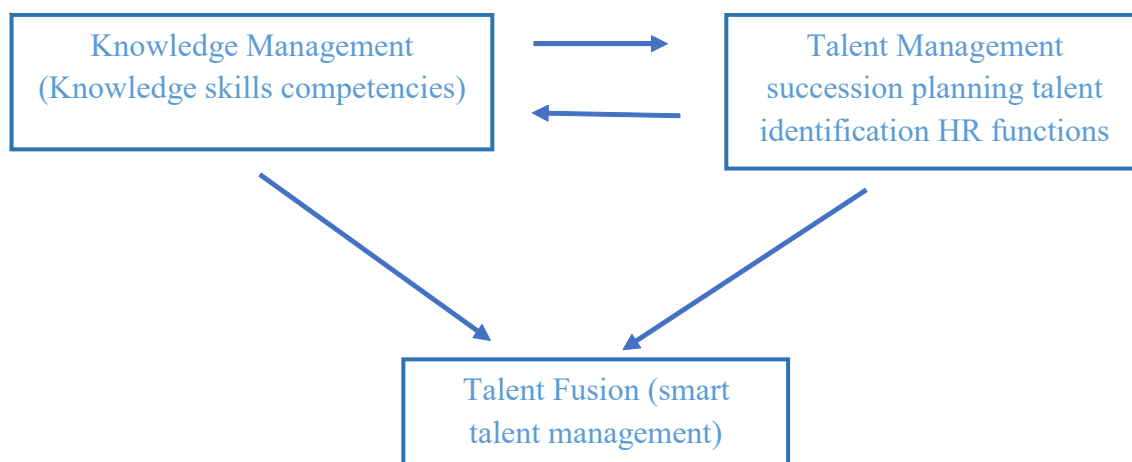 Knowledge Management
(Knowledge skills competencies)
Talent Management
succession planning talent
identification HR functions
Talent Fusion (smart
talent management)